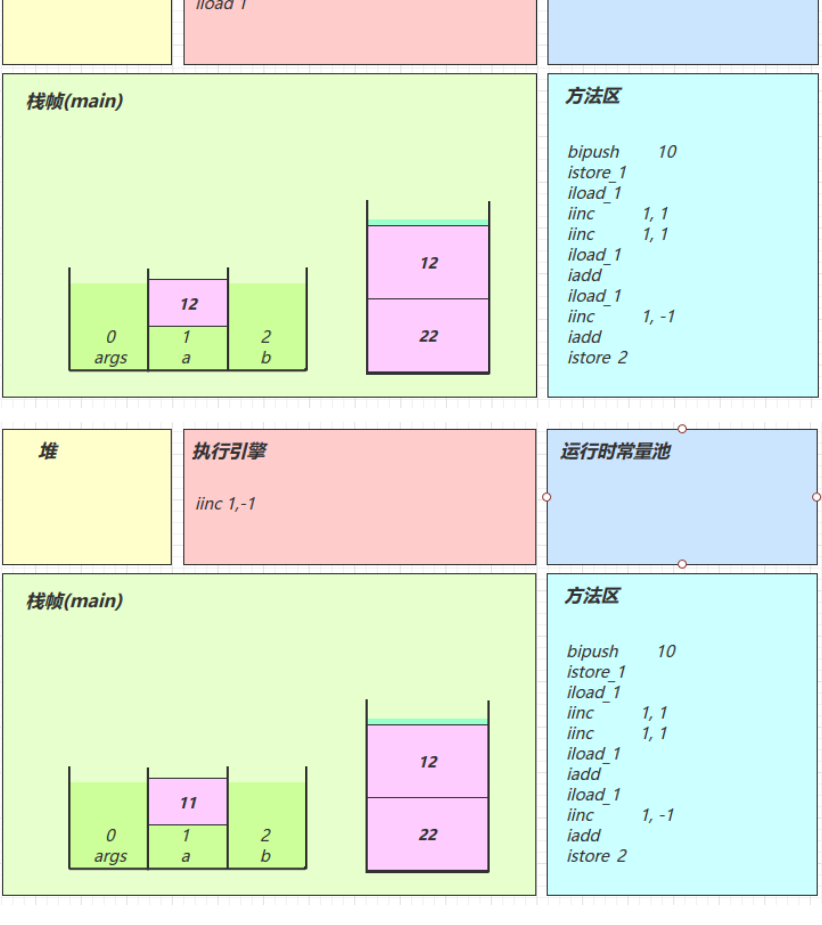 iload 1
栈帧(main)
方法区
bipush 10
istore_1
iload_1
iinc 1, 1
iinc 1, 1
iload_1
iadd
iload_1
iinc 1, -1
iadd
istore 2
12
22
12
0
1
2
args
a
b
堆
执行引擎
运行时常量池
iinc 1,-1
栈帧(main)
方法区
bipush 10
istore_1
iload_1
iinc 1, 1
iinc 1, 1
iload_1
iadd
iload_1
iinc 1, -1
iadd
istore 2
12
22
11
0
1
2
args
a
b